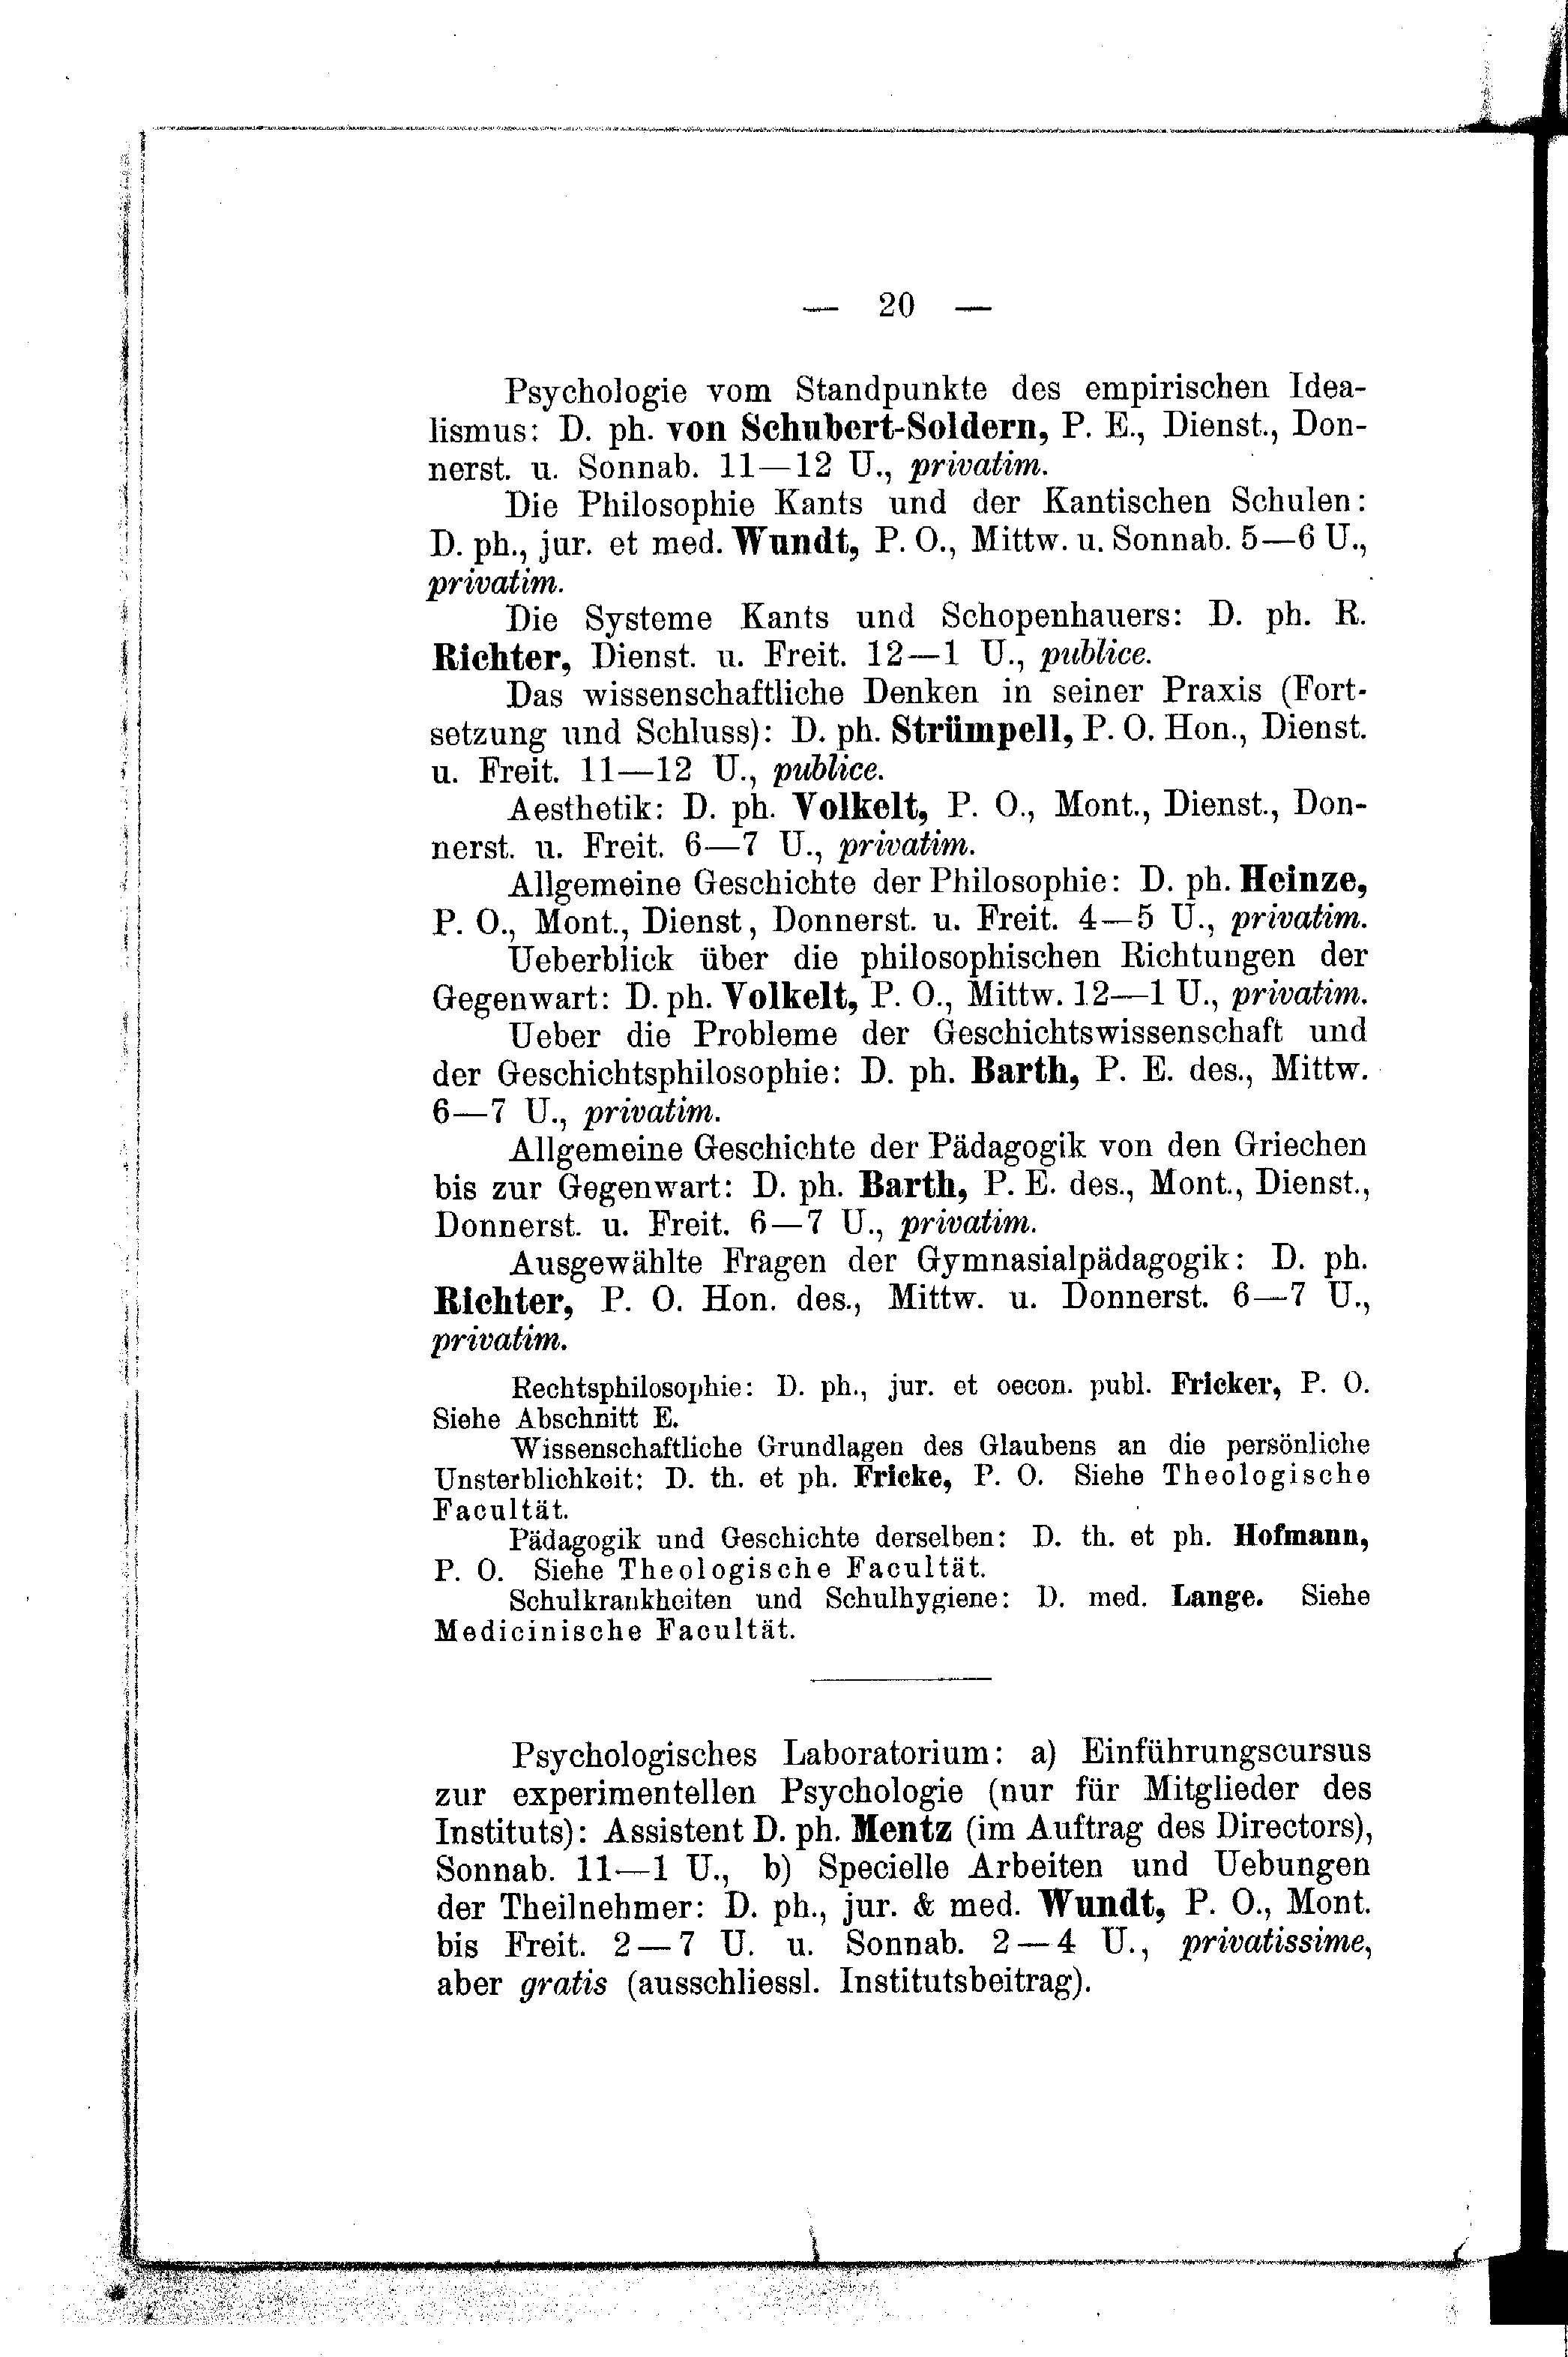 — 20 —
Psychologie vom Standpunkte des empirischen Idea-
lismus: D. ph. von Schubert-Soldern, P. E., Dienst., Don-
nerst. u. Sonnab. 11—12 U., privatim.
Die Philosophie Kants und der Kantischen Schulen:
D. ph., jur. et med. Wundt, P. O., Mittw. u. Sonnab. 5—6 U.,
privatim.
Die Systeme Kants und Schopenhauers: D. ph. R.
Richter, Dienst. u. Freit. 12—1 U., publice.
Das wissenschaftliche Denken in seiner Praxis (Fort-
setzung und Schluss): D. ph. Strümpell, P. O. Hon., Dienst.
u. Freit. 11—12 U., publice.
Aesthetik: D. ph. Volkelt, P. O., Mont., Dienst., Don-
nerst. u. Freit. 6—7 U., privatim.
Allgemeine Geschichte der Philosophie: D. ph. Heinze,
P. O., Mont., Dienst, Donnerst. u. Freit. 4—5 U., privatim.
Ueberblick über die philosophischen Richtungen der
Gegenwart: D. ph. Volkelt, P. O., Mittw. 12—1 U., privatim.
Ueber die Probleme der Geschichtswissenschaft und
der Geschichtsphilosophie: D. ph. Barth, P. E. des., Mittw.
6—7 U., privatim.
Allgemeine Geschichte der Pädagogik von den Griechen
bis zur Gegenwart: D. ph. Barth, P. E. des., Mont., Dienst.,
Donnerst. u. Freit. 6—7 U., privatim.
Ausgewählte Fragen der Gymnasialpädagogik: D. ph.
Richter, P. O. Hon. des., Mittw. u. Donnerst. 6—7 U.,
privatim.
Rechtsphilosophie: D. ph., jur. et oecon. publ. Fricker, P. O.
Siehe Abschnitt E.
Wissenschaftliche Grundlagen des Glaubens an die persönliche
Unsterblichkeit: D. th. et ph. Fricke, P. O. Siehe Theologische
Facultät.
Pädagogik und Geschichte derselben: D. th. et ph. Hofmann,
P. O. Siehe Theologische Facultät.
Schulkrankheiten und Schulhygiene: D. med. Lange. Siehe
Medicinische Facultät.
Psychologisches Laboratorium: a) Einführungscursus
zur experimentellen Psychologie (nur für Mitglieder des
Instituts): Assistent D. ph. Mentz (im Auftrag des Directors),
Sonnab. 11—1 U., b) Specielle Arbeiten und Uebungen
der Theilnehmer: D. ph., jur. & med. Wundt, P. O., Mont.
bis Freit. 2—7 U. u. Sonnab. 2—4 U., privatissime,
aber gratis (ausschliessl. Institutsbeitrag).